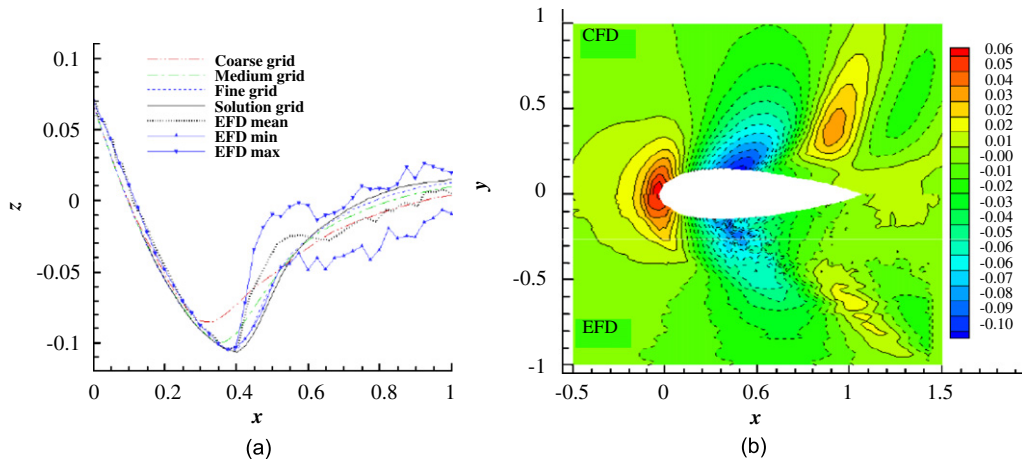 0.1
0.05
0
-0.05
-0.1
z
Coarse grid
Medium grid
Fine grid
Solution grid
EFD mean
EFD min
EFD max
0 0.2 0.4 0.6 0.8 1
x
(a)
1
0.5
0
-0.5
-1
y
CFD
EFD
-0.5 0 0.6 1 1.5
x
(b)
0.06
0.05
0.04
0.03
0.02
0.02
0.01
-0.00
-0.01
-0.02
-0.03
-0.04
-0.05
-0.06
-0.06
-0.07
-0.08
-0.09
-0.10